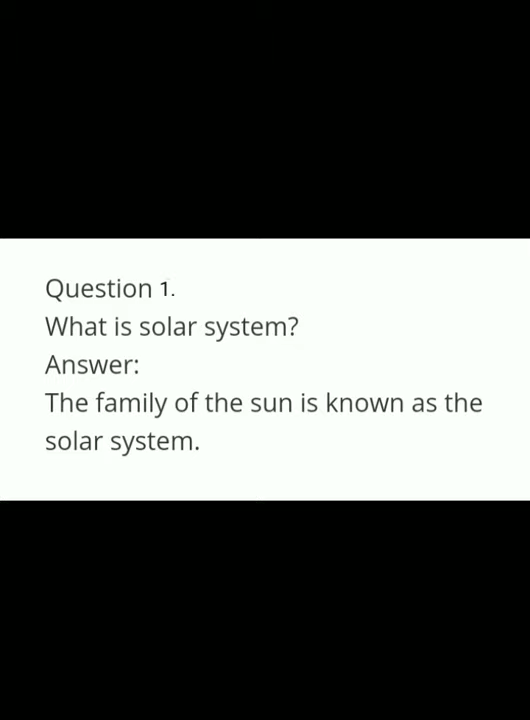 Question 1.
What is solar system?
Answer:
The family of the sun is known as the
solar system.